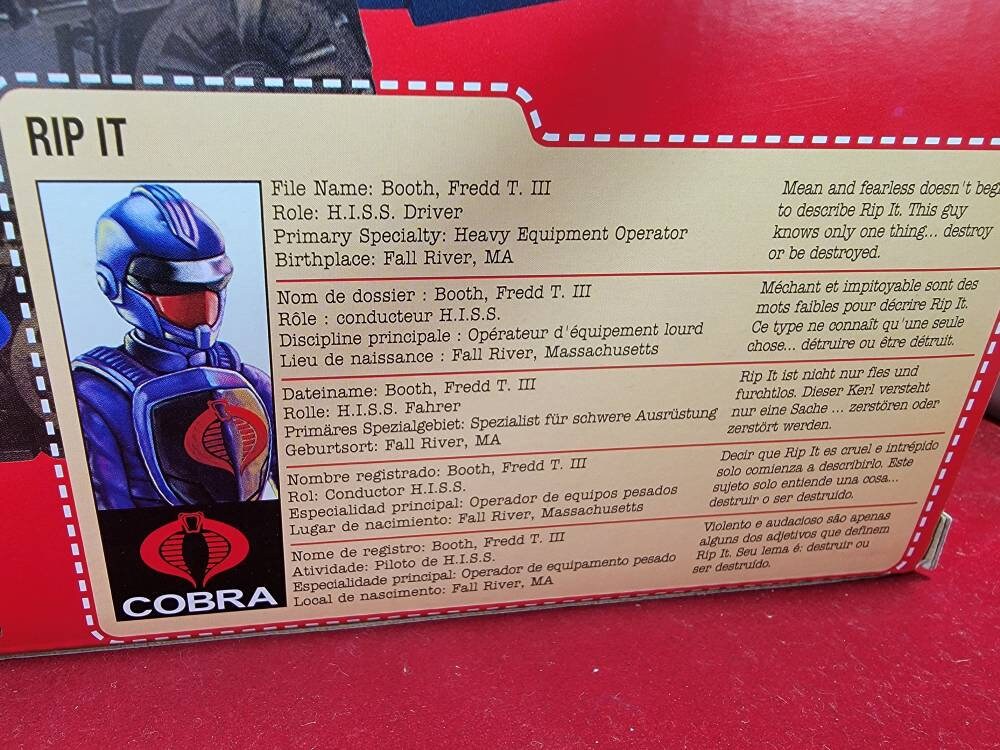 RIP IT
File Name: Booth, Fredd T. III
Role: H.I.S.S. Driver
Primary Specialty: Heavy Equipment Operator
Birthplace: Fall River, MA
Mean and fearless doesn't
to describe Rip It. This guy
knows only one thing... destroy
or be destroyed.
Nom de dossier : Booth, Fredd T. III
Rôle : conducteur H.I.S.S.
Discipline principale : Opérateur d'équipement lourd
Lieu de naissance : Fall River, Massachusetts
Méchant et impitoyable sont des
mots faibles pour décrire Rip It.
Ce type ne connaît qu'une seule
chose... détruire ou être détruit.
Dateiname: Booth, Fredd T. III
Rolle: H.I.S.S. Fahrer
Primäres Spezialgebiet: Spezialist für schwere Ausrüstung
Geburtsort: Fall River, MA
Rip It ist nicht nur fies und
furchtlos. Dieser Kerl versteht
nur eine Sache ... zerstören oder
zerstört werden.
Nombre registrado: Booth, Fredd T. III
Rol: Conductor H.I.S.S.
Especialidad principal: Operador de equipos pesados
Lugar de nacimiento: Fall River, Massachusetts
Decir que Rip It es cruel e intrépido
solo comienza a describirlo. Este
sujeto solo entiende una cosa...
destruir o ser destruido.
Nome de registro: Booth, Fredd T. III
Atividade: Piloto de H.I.S.S.
Especialidade principal: Operador de equipamento pesado
Local de nascimento: Fall River, MA
Violento e audacioso são apenas
alguns dos adjetivos que definem
Rip It. Seu lema é: destruir ou
ser destruído.
COBRA